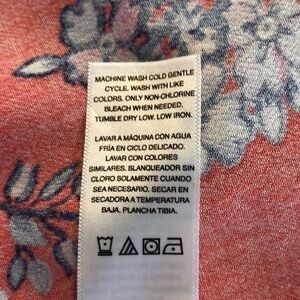 MACHINE WASH COLD GENTLE
CYCLE. WASH WITH LIKE
COLORS. ONLY NON-CHLORINE
BLEACH WHEN NEEDED.
TUMBLE DRY LOW. LOW IRON.
LAVAR A MÁQUINA CON AGUA
FRÍA EN CICLO DELICADO.
LAVAR CON COLORES
SIMILARES. BLANQUEADOR SIN
CLORO SOLAMENTE CUANDO
SEA NECESARIO. SECAR EN
SECADORA A TEMPERATURA
BAJA. PLANCHA TIBIA.